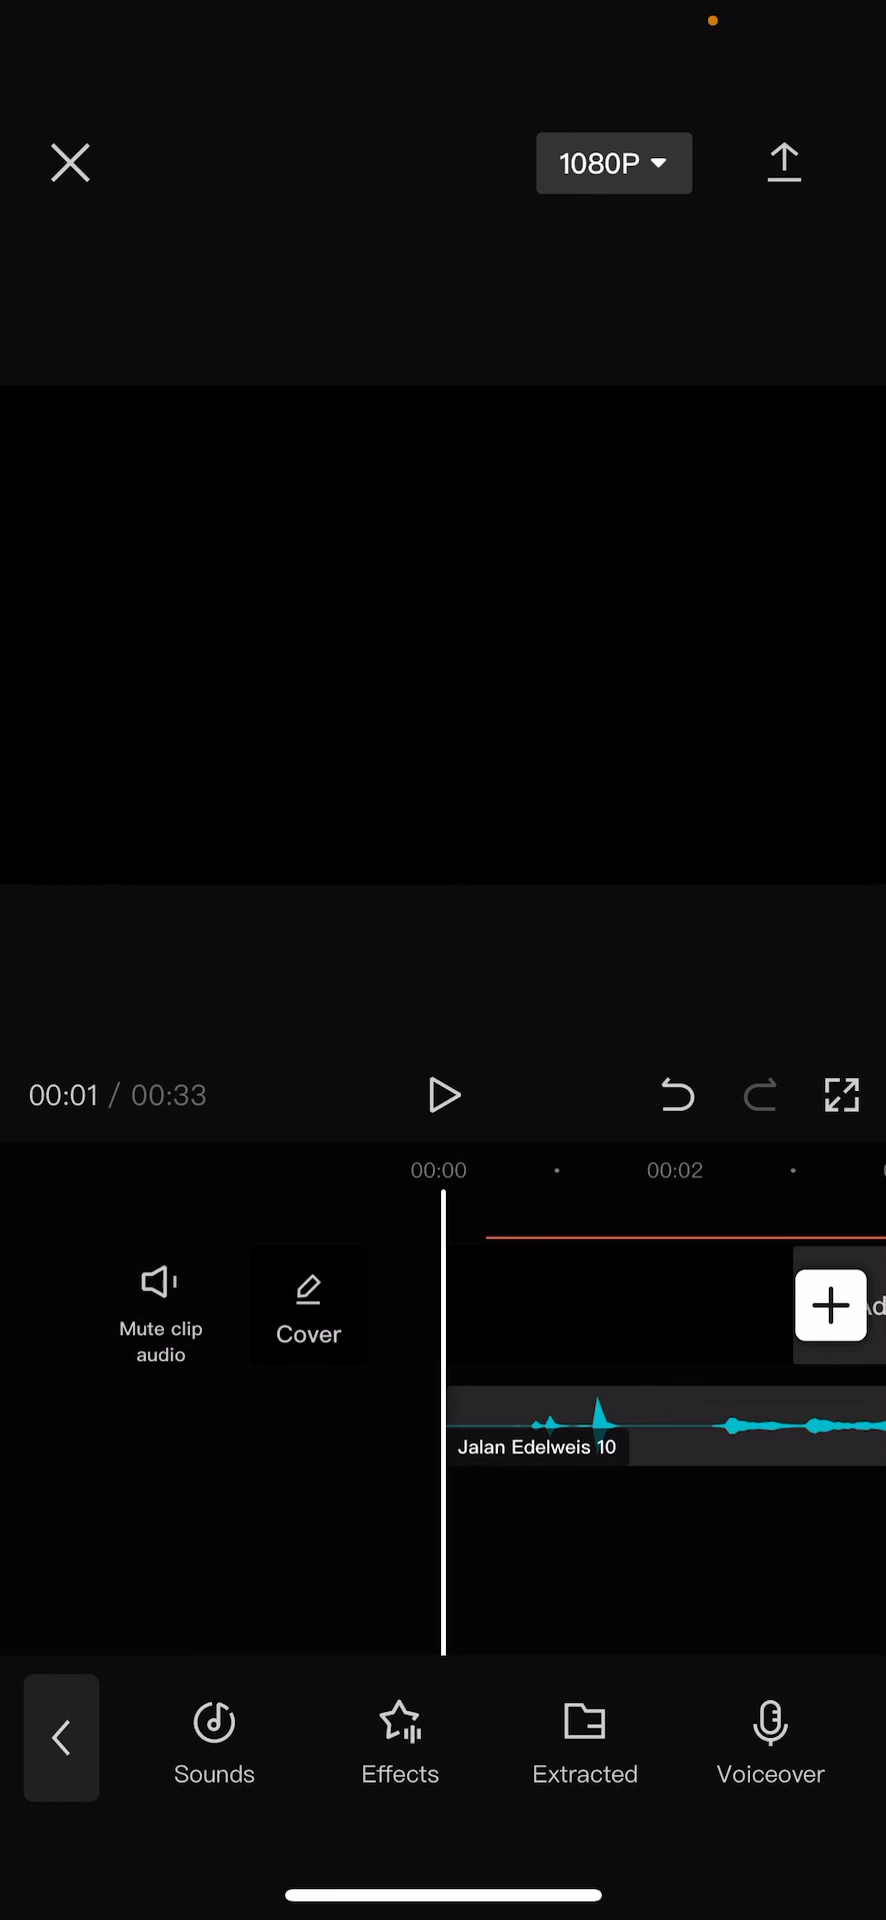 1080P
00:01 / 00:33
00:00
00:02
Mute clip
audio
Cover
Jalan Edelweis 10
Sounds
Effects
Extracted
Voiceover